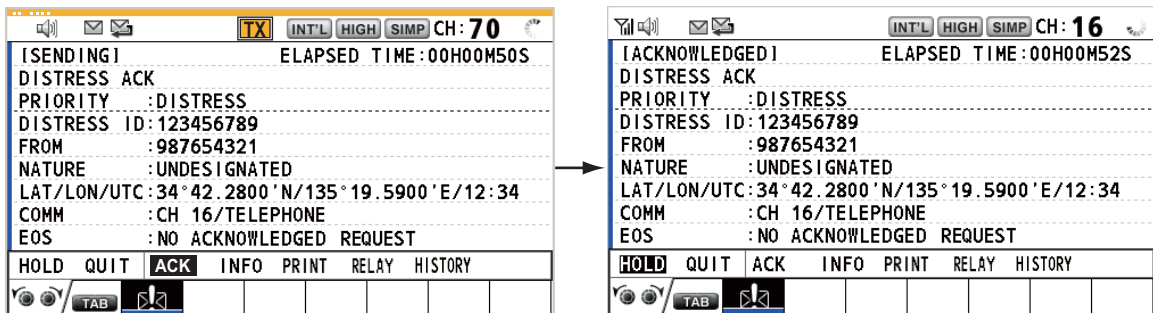 TX INT'L HIGH SIMP CH: 70
[SENDING] ELAPSED TIME:00H00M50S
DISTRESS ACK
PRIORITY :DISTRESS
DISTRESS ID:123456789
FROM :987654321
NATURE :UNDESIGNATED
LAT/LON/UTC:34°42.2800'N/135°19.5900'E/12:34
COMM :CH 16/TELEPHONE
EOS :NO ACKNOWLEDGED REQUEST
HOLD QUIT ACK INFO PRINT RELAY HISTORY
TAB
INT'L HIGH SIMP CH: 16
[ACKNOWLEDGED] ELAPSED TIME:00H00M52S
DISTRESS ACK
PRIORITY :DISTRESS
DISTRESS ID:123456789
FROM :987654321
NATURE :UNDESIGNATED
LAT/LON/UTC:34°42.2800'N/135°19.5900'E/12:34
COMM :CH 16/TELEPHONE
EOS :NO ACKNOWLEDGED REQUEST
HOLD QUIT ACK INFO PRINT RELAY HISTORY
TAB